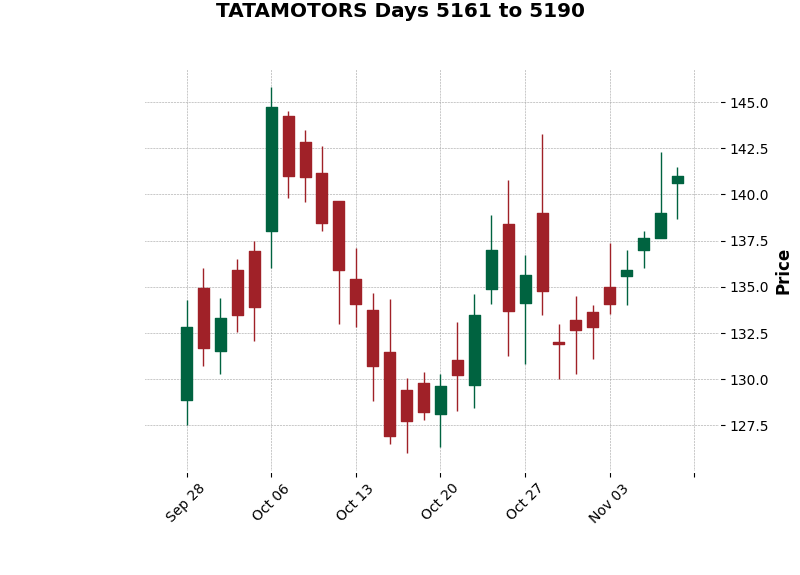 TATAMOTORS Days 5161 to 5190
145.0
142.5
140.0
137.5
135.0
132.5
130.0
127.5
Price
Sep 28
Oct 06
Oct 13
Oct 20
Oct 27
Nov 03